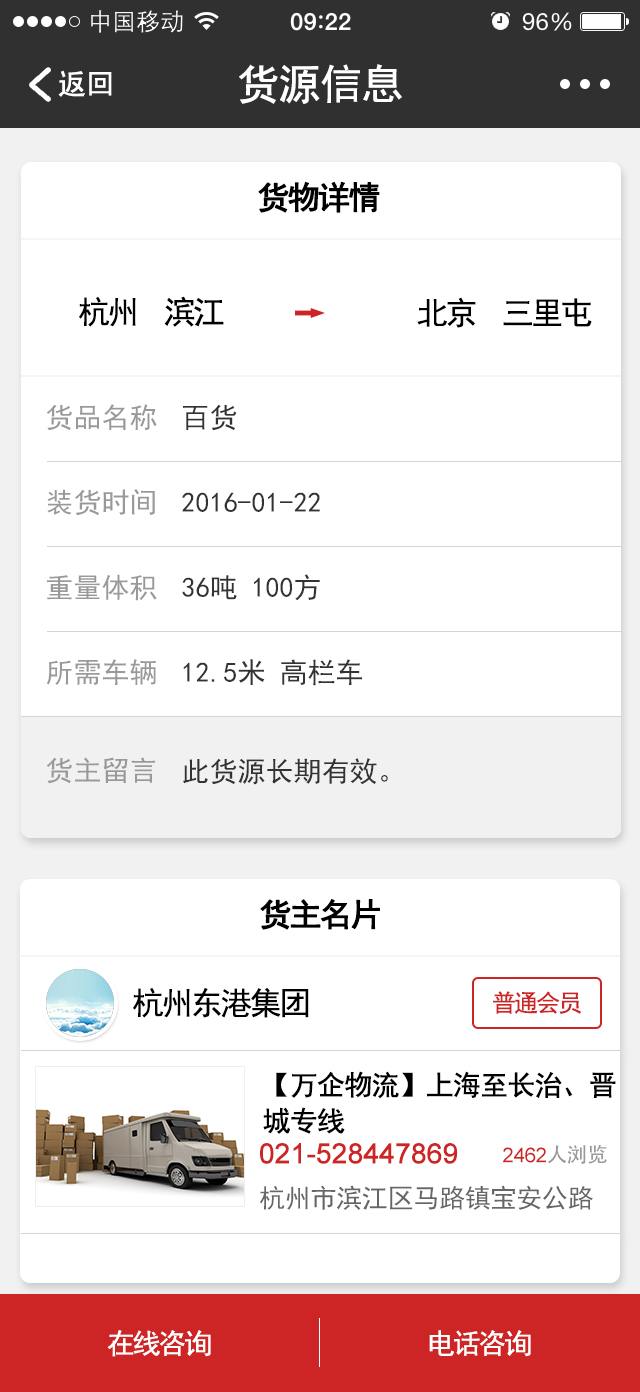 中国移动 09:22 96%
返回 货源信息
货物详情
杭州 滨江 北京 三里屯
货品名称 百货
装货时间 2016-01-22
重量体积 36吨 100方
所需车辆 12.5米 高栏车
货主留言 此货源长期有效。
货主名片
杭州东港集团 普通会员
【万企物流】上海至长治、晋
城专线
021-528447869 2462人浏览
杭州市滨江区马路镇宝安公路
在线咨询 电话咨询